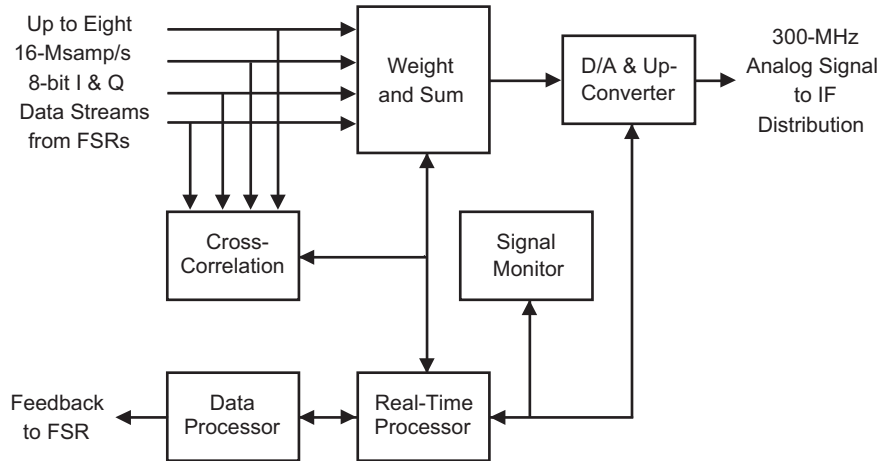 Up to Eight
16-Msamp/s
8-bit I & Q
Data Streams
from FSRs
Weight
and Sum
D/A & Up-
Converter
300-MHz
Analog Signal
to IF
Distribution
Cross-
Correlation
Signal
Monitor
Feedback
to FSR
Data
Processor
Real-Time
Processor